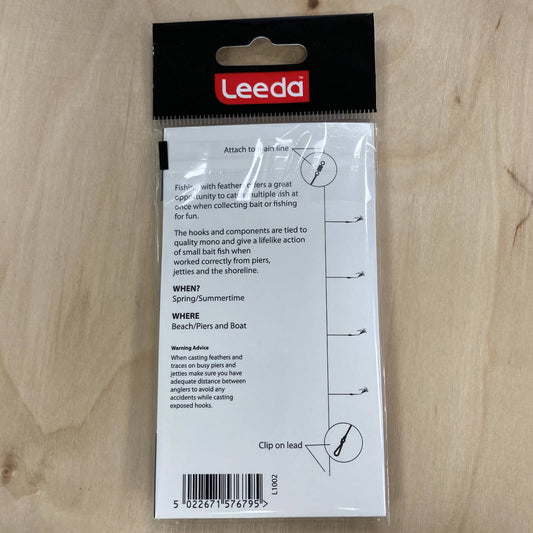 Leeda™
Attach to main line
Fishing with feathers offers a great
opportunity to catch multiple fish at
once when collecting bait or fishing
for fun.
The hooks and components are tied to
quality mono and give a lifelike action
of small bait fish when
worked correctly from piers,
jetties and the shoreline.
WHEN?
Spring/Summertime
WHERE
Beach/Piers and Boat
Warning Advice
When casting feathers and
traces on busy piers and
jetties make sure you have
adequate distance between
anglers to avoid any
accidents while casting
exposed hooks.
Clip on lead
L1002
5 022671 576795 >